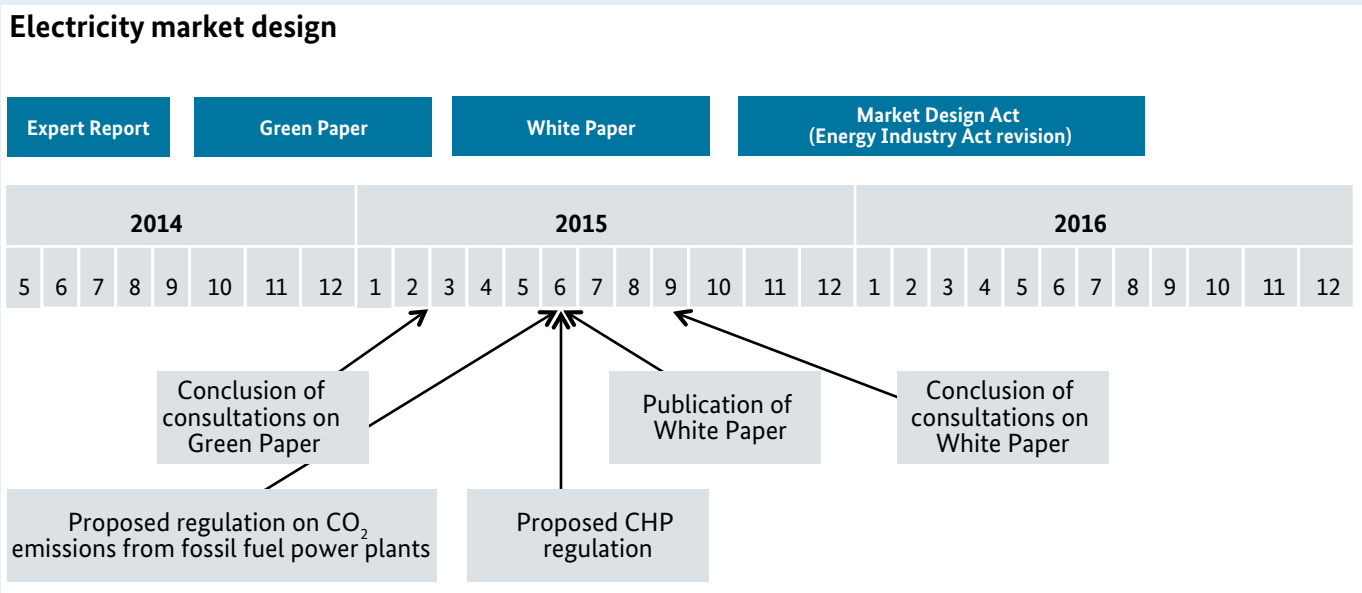 Electricity market design
Expert Report
Green Paper
White Paper
Market Design Act
(Energy Industry Act revision)
2014 2015 2016
5 6 7 8 9 10 11 12 1 2 3 4 5 6 7 8 9 10 11 12 1 2 3 4 5 6 7 8 9 10 11 12
Conclusion of
consultations on
Green Paper
Publication of
White Paper
Conclusion of
consultations on
White Paper
Proposed regulation on CO₂
emissions from fossil fuel power plants
Proposed CHP
regulation